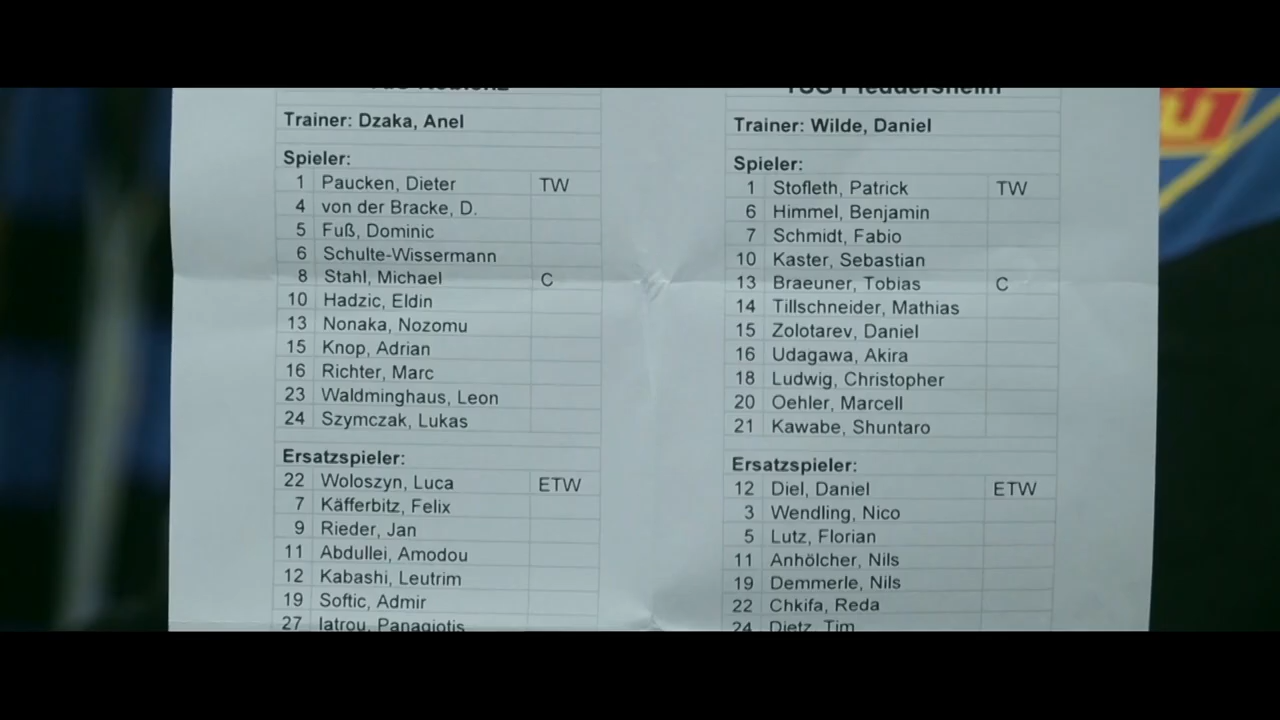 TuS Koblenz
Trainer: Dzaka, Anel
Spieler:
1 Paucken, Dieter TW
4 von der Bracke, D.
5 Fuß, Dominic
6 Schulte-Wissermann
8 Stahl, Michael C
10 Hadzic, Eldin
13 Nonaka, Nozomu
15 Knop, Adrian
16 Richter, Marc
23 Waldminghaus, Leon
24 Szymczak, Lukas
Ersatzspieler:
22 Woloszyn, Luca ETW
7 Käfferbitz, Felix
9 Rieder, Jan
11 Abdullei, Amodou
12 Kabashi, Leutrim
19 Softic, Admir
27 Iatrou, Panagiotis
TSG Pfeddersheim
Trainer: Wilde, Daniel
Spieler:
1 Stofleth, Patrick TW
6 Himmel, Benjamin
7 Schmidt, Fabio
10 Kaster, Sebastian
13 Braeuner, Tobias C
14 Tillschneider, Mathias
15 Zolotarev, Daniel
16 Udagawa, Akira
18 Ludwig, Christopher
20 Oehler, Marcell
21 Kawabe, Shuntaro
Ersatzspieler:
12 Diel, Daniel ETW
3 Wendling, Nico
5 Lutz, Florian
11 Anhölcher, Nils
19 Demmerle, Nils
22 Chkifa, Reda
24 Dietz, Tim